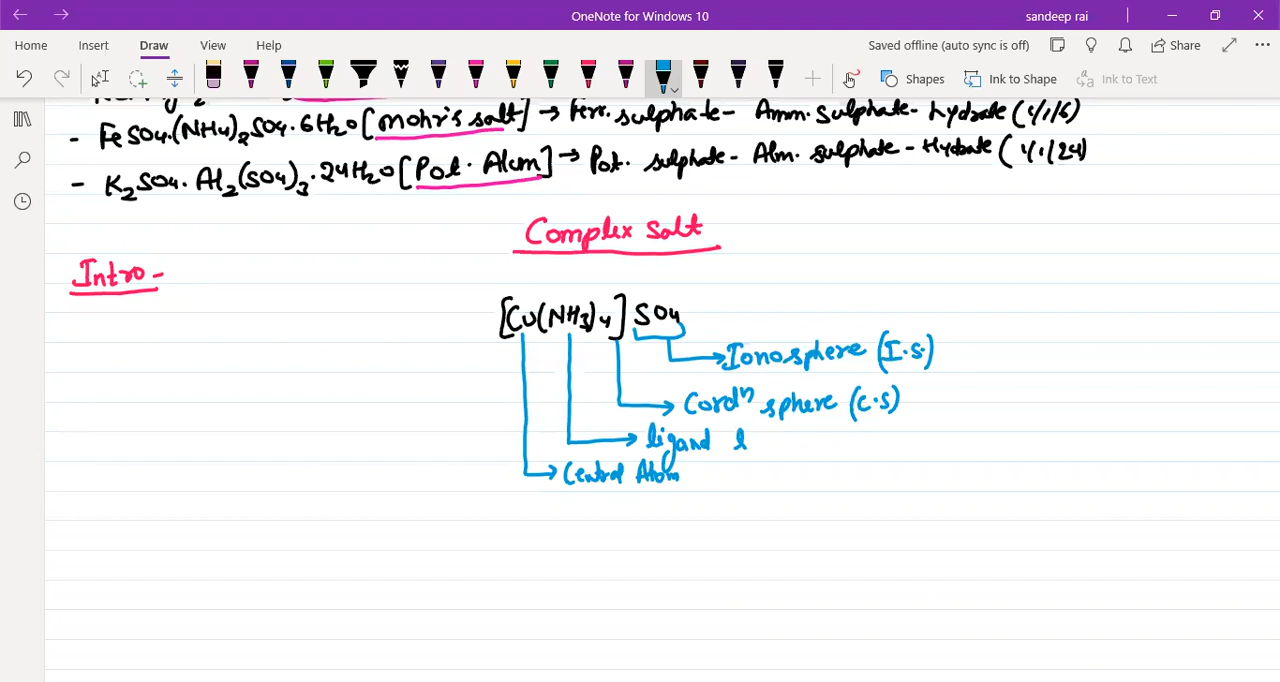 OneNote for Windows 10
sandeep rai
Home Insert Draw View Help
Saved offline (auto sync is off)
Share
Shapes
Ink to Shape
Ink to Text
- FeSO4.(NH4)2SO4.6H2O [Mohr's salt] → Ferr. sulphate - Amm. Sulphate - hydrate (1/1/6)
- K2SO4.Al2(SO4)3.24H2O [Pot. Alum] → Pot. sulphate - Alm. sulphate - Hydrate (1/1/24)
Complex Salt
Intro -
[Cu(NH3)4] SO4
Ionosphere (I.S.)
Cordⁿ sphere (C.S)
ligand l
Central Atom